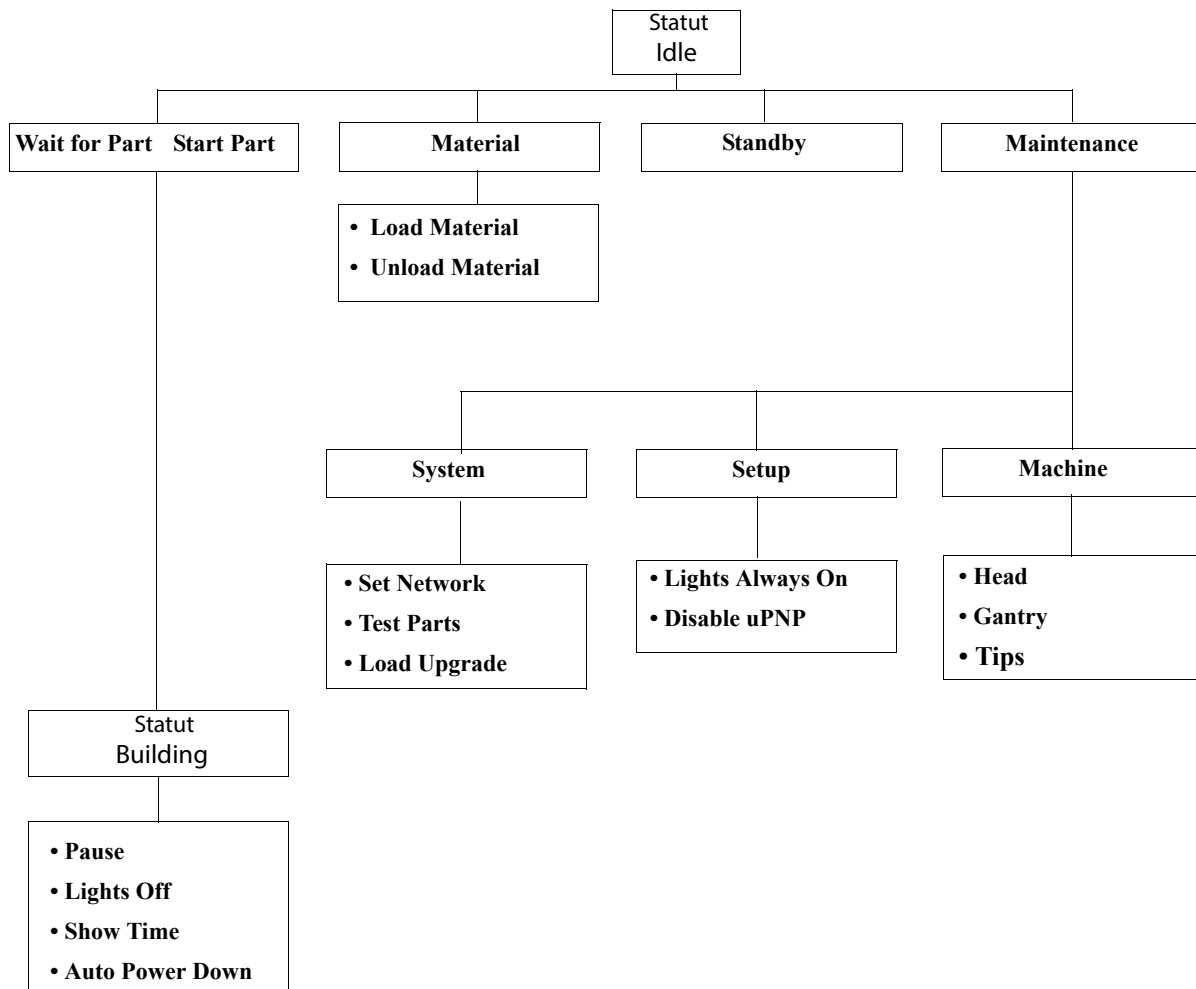 Statut
Idle
Wait for Part Start Part
Material
Standby
Maintenance
• Load Material
• Unload Material
System
Setup
Machine
• Set Network
• Test Parts
• Load Upgrade
• Lights Always On
• Disable uPNP
• Head
• Gantry
• Tips
Statut
Building
• Pause
• Lights Off
• Show Time
• Auto Power Down